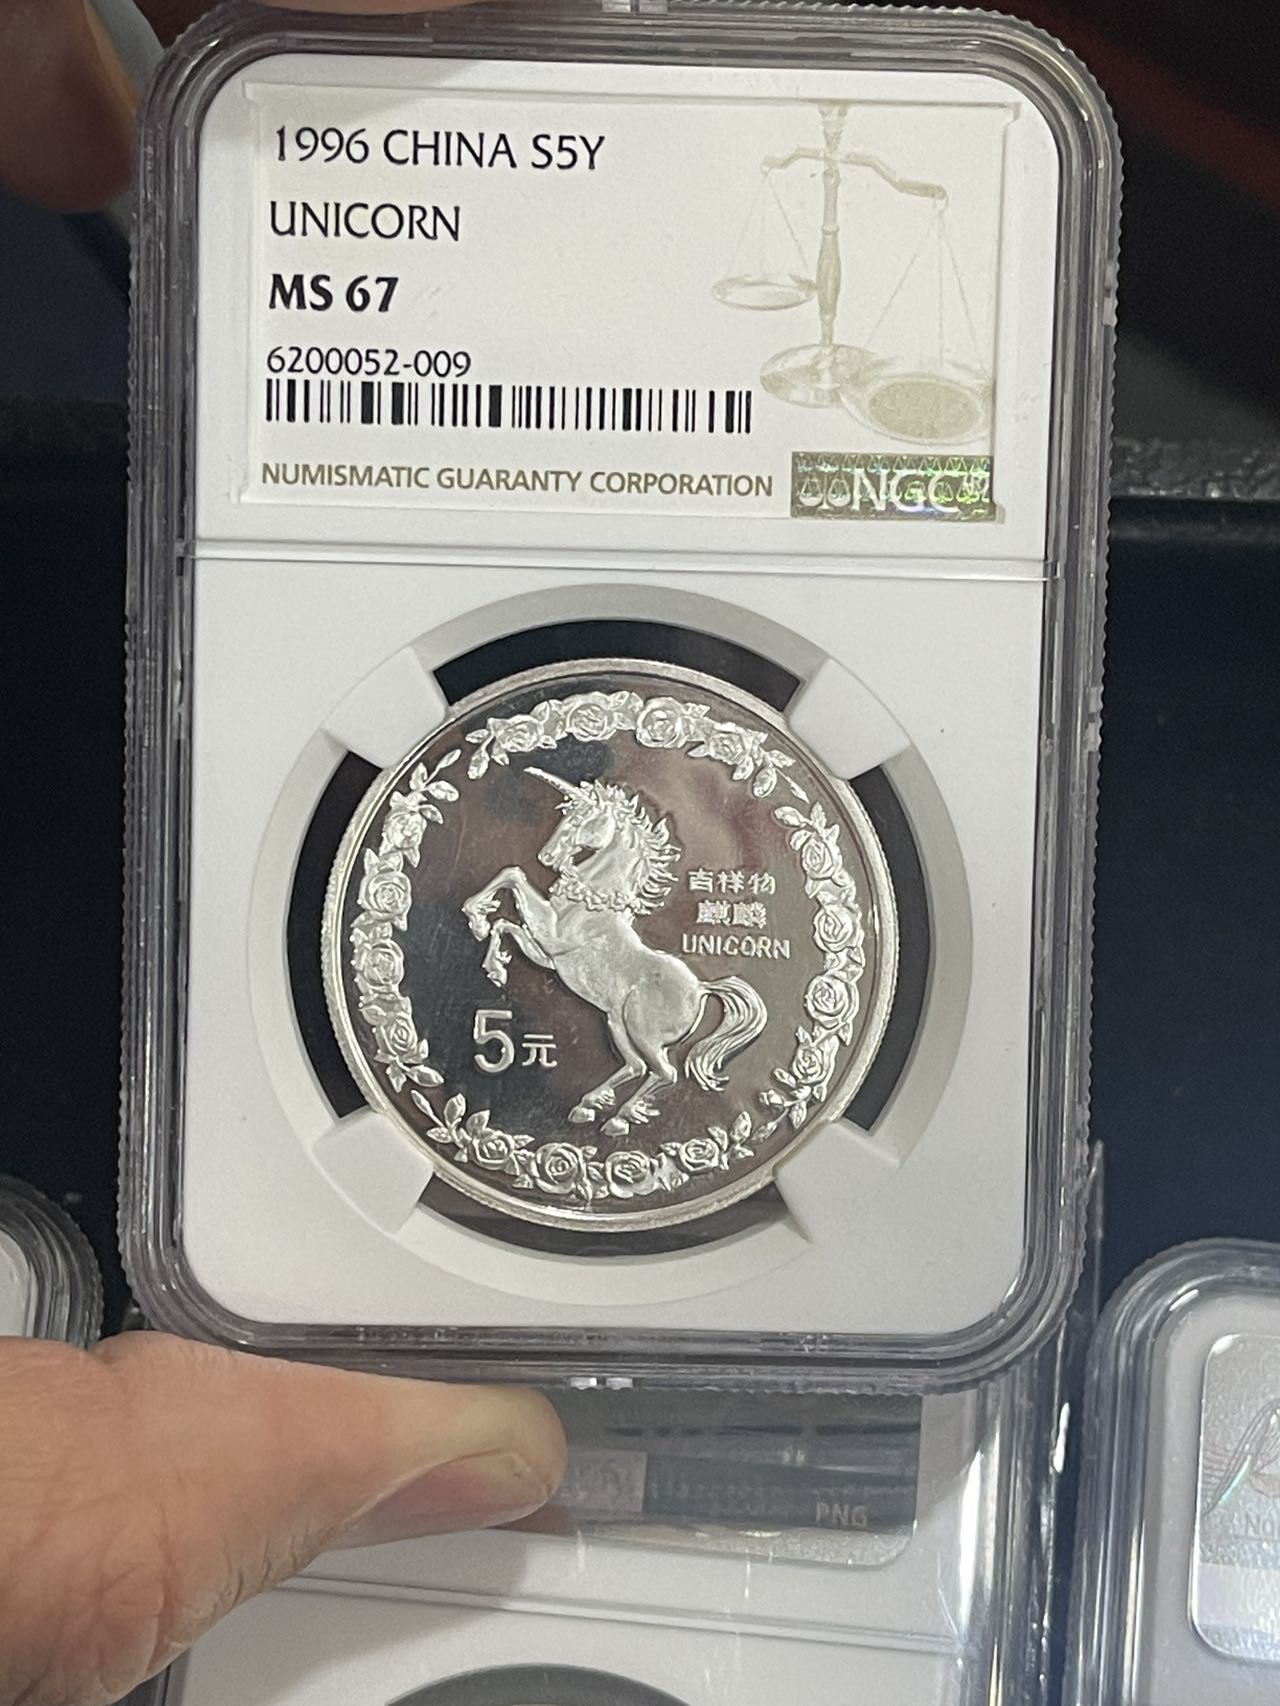 1996 CHINA S5Y
UNICORN
MS 67
6200052-009
NUMISMATIC GUARANTY CORPORATION
NGC
吉祥物
麒麟
UNICORN
5元
PNG